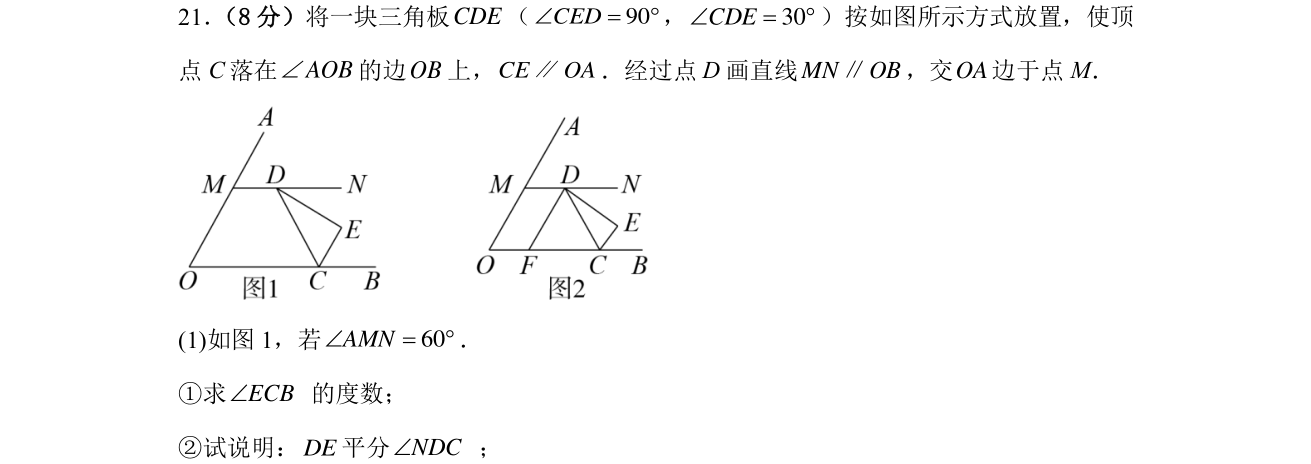 21.（8分）将一块三角板CDE（∠CED=90°，∠CDE=30°）按如图所示方式放置，使顶
点C落在∠AOB的边OB上，CE∥OA．经过点D画直线MN∥OB，交OA边于点M．
A
M D N
E
O C B
图1
A
M D N
E
O F C B
图2
(1)如图1，若∠AMN=60°．
①求∠ECB 的度数；
②试说明：DE平分∠NDC ；